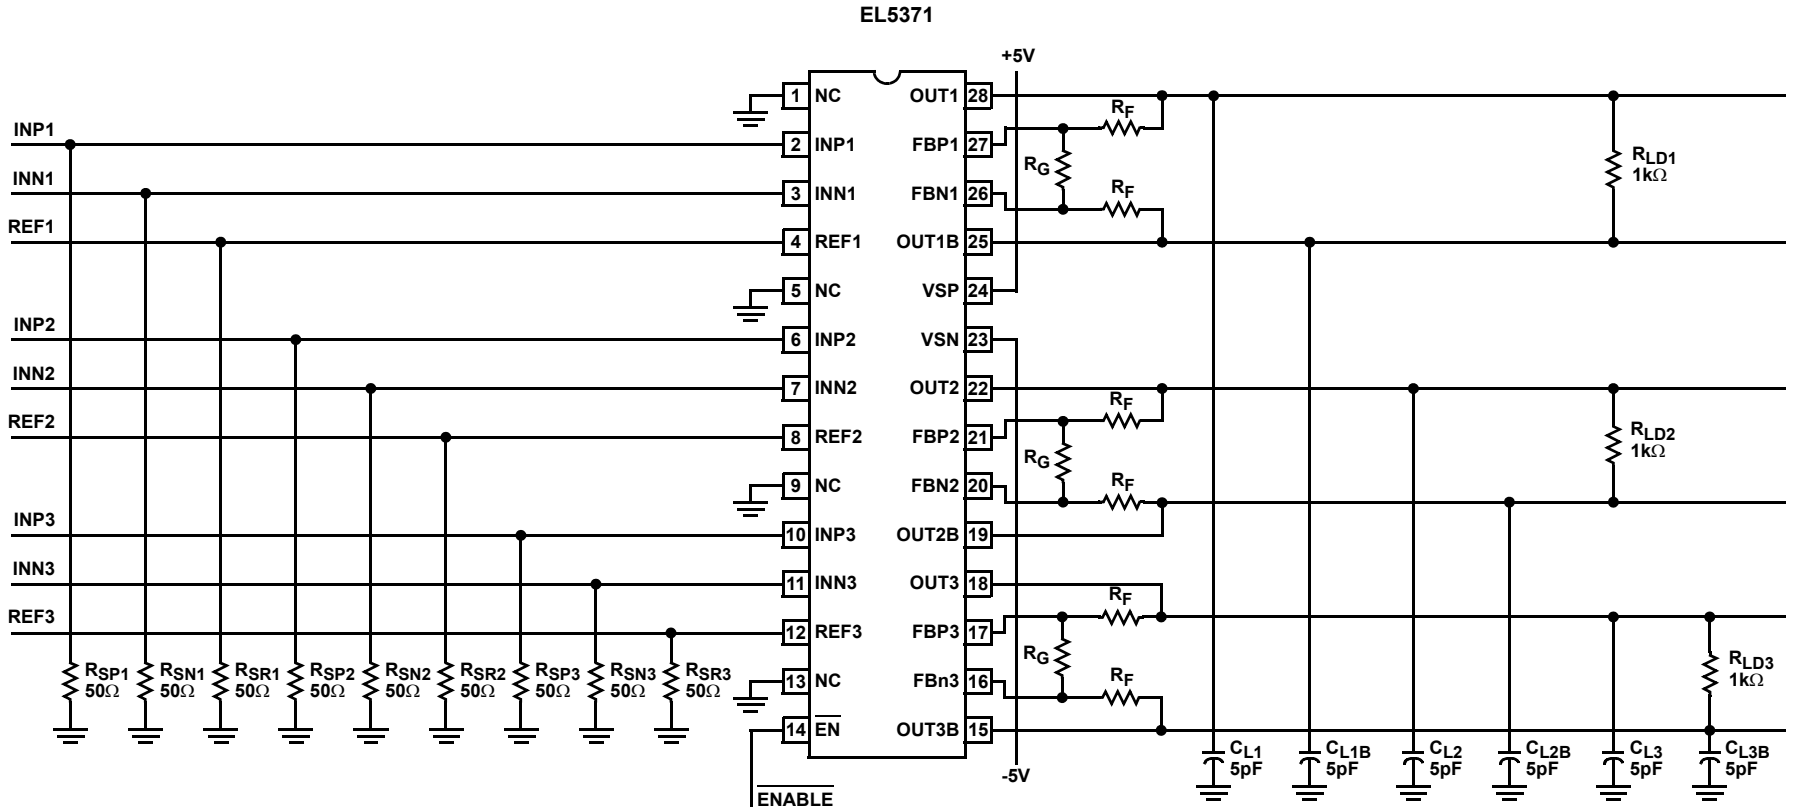 EL5371
+5V
1 NC OUT1 28
INP1 2 INP1 FBP1 27
INN1 3 INN1 FBN1 26
REF1 4 REF1 OUT1B 25
5 NC VSP 24
INP2 6 INP2 VSN 23
INN2 7 INN2 OUT2 22
REF2 8 REF2 FBP2 21
9 NC FBN2 20
INP3 10 INP3 OUT2B 19
INN3 11 INN3 OUT3 18
REF3 12 REF3 FBP3 17
13 NC FBn3 16
14 EN OUT3B 15
ENABLE
-5V
RF
RG
RF
RLD1
1kΩ
RF
RG
RF
RLD2
1kΩ
RF
RG
RF
RLD3
1kΩ
RSP1
50Ω
RSN1
50Ω
RSR1
50Ω
RSP2
50Ω
RSN2
50Ω
RSR2
50Ω
RSP3
50Ω
RSN3
50Ω
RSR3
50Ω
CL1
5pF
CL1B
5pF
CL2
5pF
CL2B
5pF
CL3
5pF
CL3B
5pF